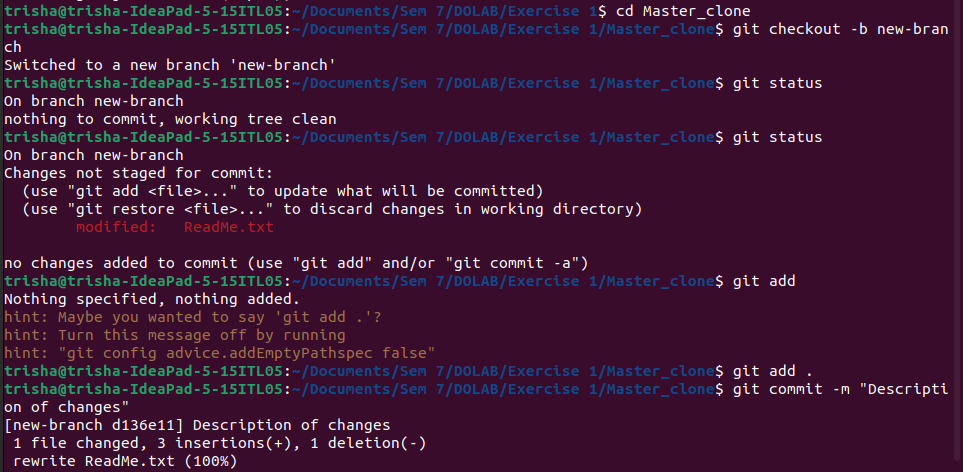 trisha@trisha-IdeaPad-5-15ITL05:~/Documents/Sem 7/DOLAB/Exercise 1$ cd Master_clone
trisha@trisha-IdeaPad-5-15ITL05:~/Documents/Sem 7/DOLAB/Exercise 1/Master_clone$ git checkout -b new-bran
ch
Switched to a new branch 'new-branch'
trisha@trisha-IdeaPad-5-15ITL05:~/Documents/Sem 7/DOLAB/Exercise 1/Master_clone$ git status
On branch new-branch
nothing to commit, working tree clean
trisha@trisha-IdeaPad-5-15ITL05:~/Documents/Sem 7/DOLAB/Exercise 1/Master_clone$ git status
On branch new-branch
Changes not staged for commit:
  (use "git add <file>..." to update what will be committed)
  (use "git restore <file>..." to discard changes in working directory)
        modified:   ReadMe.txt

no changes added to commit (use "git add" and/or "git commit -a")
trisha@trisha-IdeaPad-5-15ITL05:~/Documents/Sem 7/DOLAB/Exercise 1/Master_clone$ git add
Nothing specified, nothing added.
hint: Maybe you wanted to say 'git add .'?
hint: Turn this message off by running
hint: "git config advice.addEmptyPathspec false"
trisha@trisha-IdeaPad-5-15ITL05:~/Documents/Sem 7/DOLAB/Exercise 1/Master_clone$ git add .
trisha@trisha-IdeaPad-5-15ITL05:~/Documents/Sem 7/DOLAB/Exercise 1/Master_clone$ git commit -m "Descripti
on of changes"
[new-branch d136e11] Description of changes
 1 file changed, 3 insertions(+), 1 deletion(-)
 rewrite ReadMe.txt (100%)